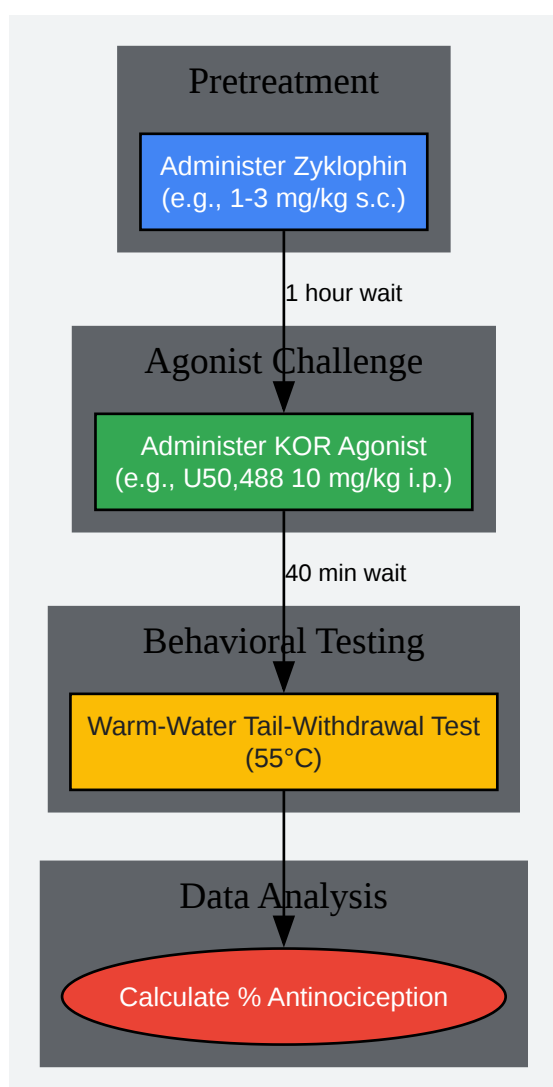 Pretreatment
Administer Zyklophin
(e.g., 1-3 mg/kg s.c.)
1 hour wait
Agonist Challenge
Administer KOR Agonist
(e.g., U50,488 10 mg/kg i.p.)
40 min wait
Behavioral Testing
Warm-Water Tail-Withdrawal Test
(55°C)
Data Analysis
Calculate % Antinociception